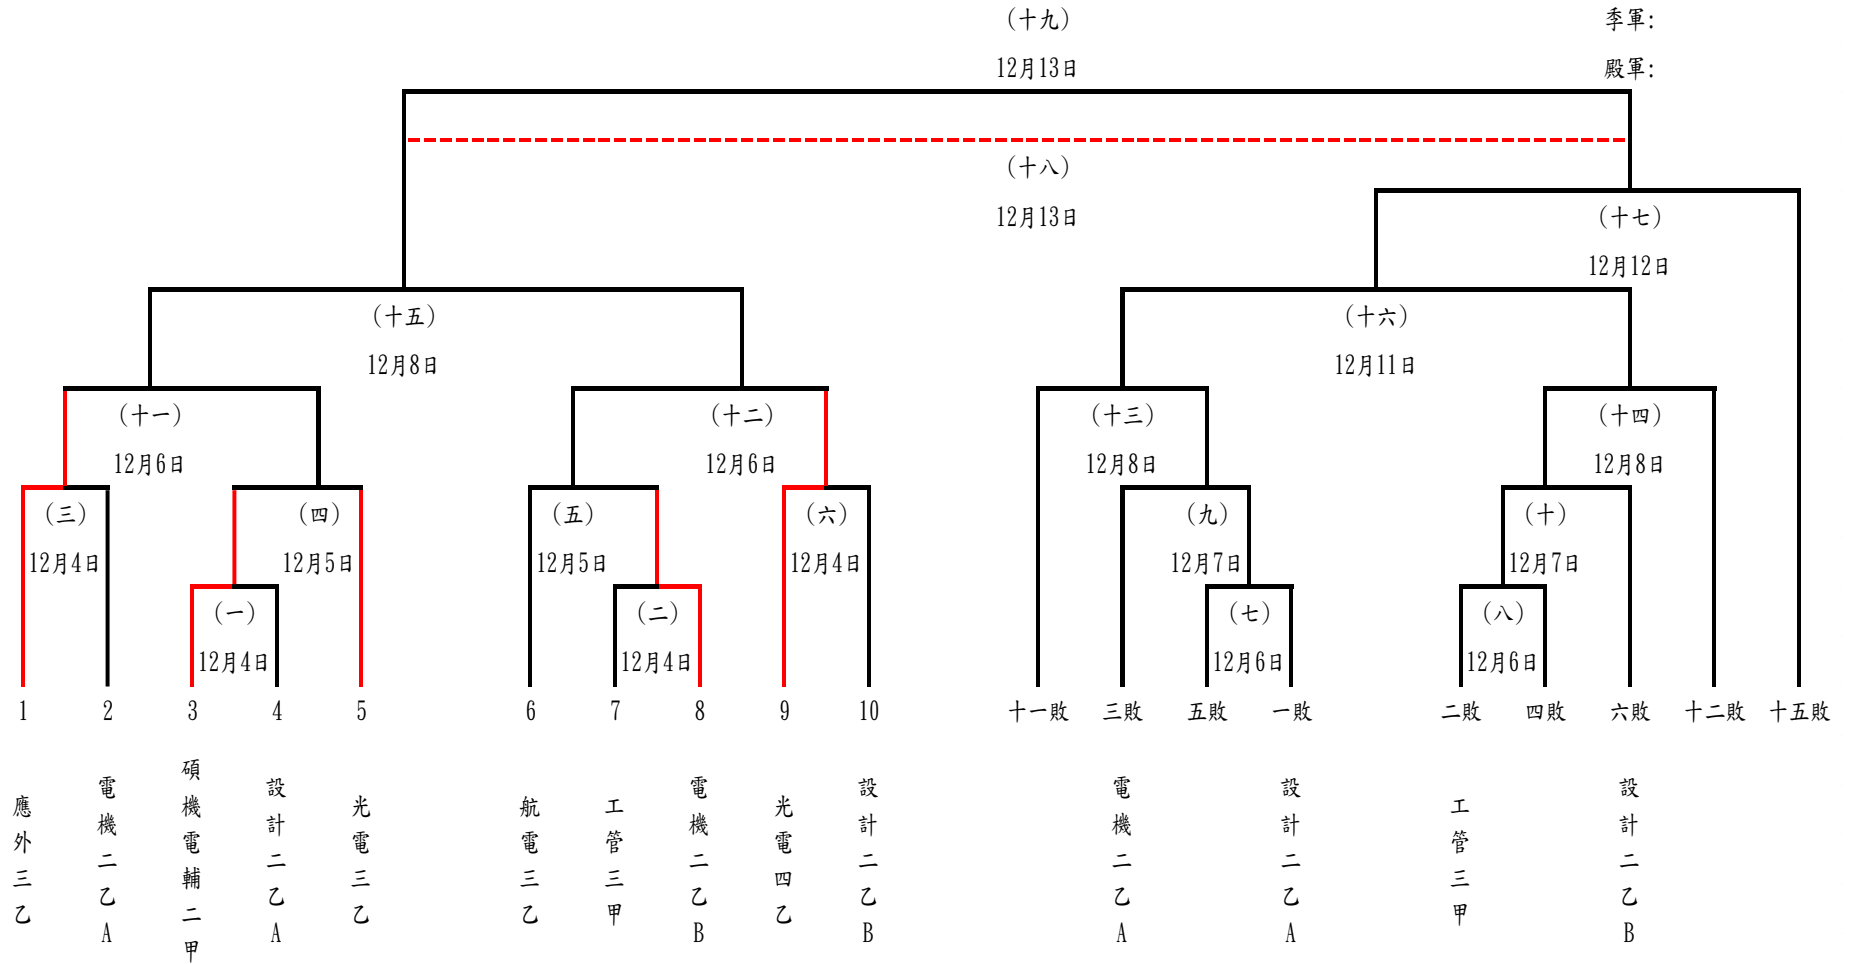 (十九) 季軍:
12月13日 殿軍:
(十八)
12月13日 (十七)
12月12日
(十五) (十六)
12月8日 12月11日
(十一) (十二) (十三) (十四)
12月6日 12月6日 12月8日 12月8日
(三) (四) (五) (六) (九) (十)
12月4日 12月5日 12月5日 12月4日 12月7日 12月7日
(一) (二) (七) (八)
12月4日 12月4日 12月6日 12月6日
1 2 3 4 5 6 7 8 9 10 十一敗 三敗 五敗 一敗 二敗 四敗 六敗 十二敗 十五敗
應外三乙
電機二乙A
碩機電輔二甲
設計二乙A
光電三乙
航電三乙
工管三甲
電機二乙B
光電四乙
設計二乙B
電機二乙A
設計二乙A
工管三甲
設計二乙B